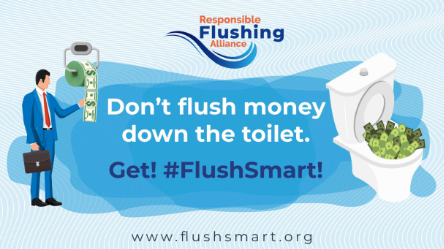 Responsible
Flushing
Alliance
Don't flush money
down the toilet.
Get! #FlushSmart!
www.flushsmart.org